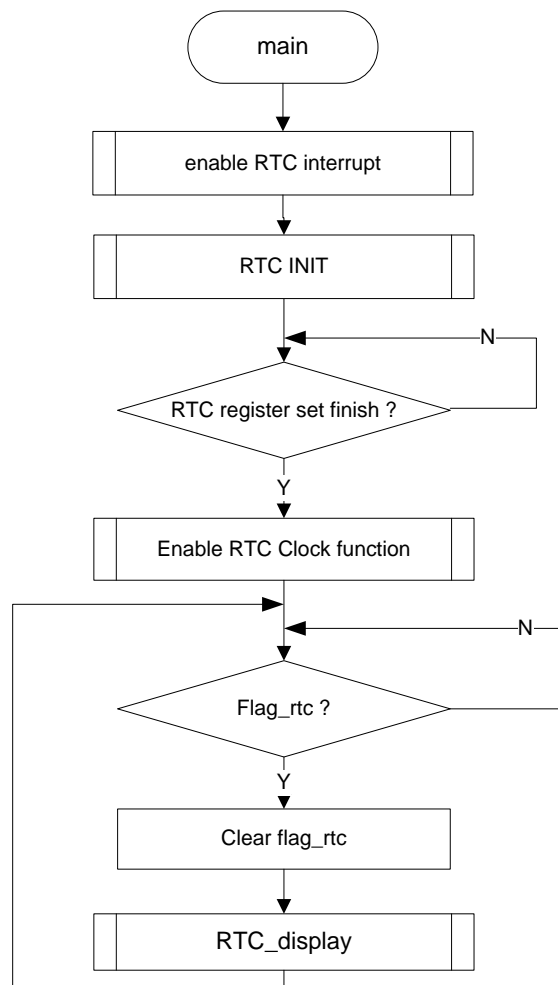 main
enable RTC interrupt
RTC INIT
N
RTC register set finish ?
Y
Enable RTC Clock function
N
Flag_rtc ?
Y
Clear flag_rtc
RTC_display